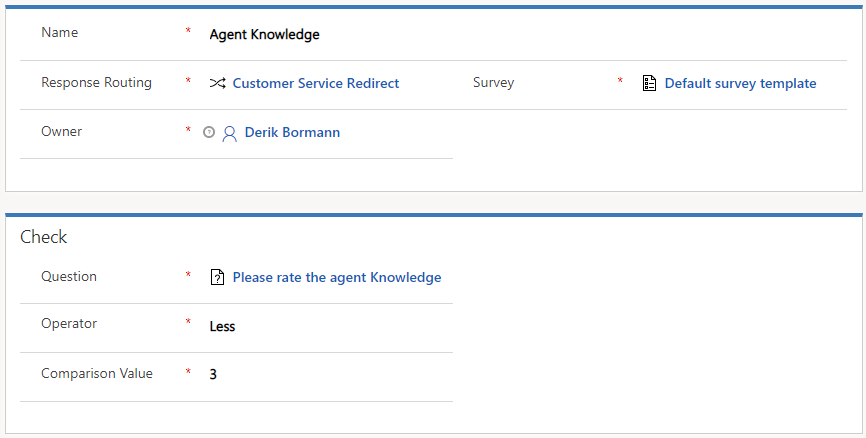 Name * Agent Knowledge
Response Routing * Customer Service Redirect Survey * Default survey template
Owner * Derik Bormann
Check
Question * Please rate the agent Knowledge
Operator * Less
Comparison Value * 3